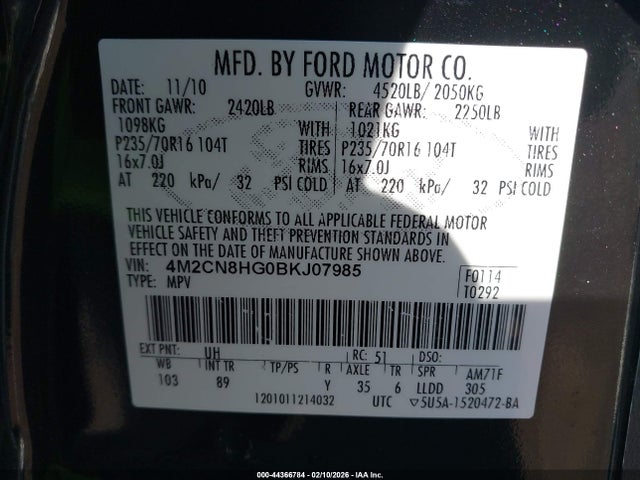 MFD. BY FORD MOTOR CO.
DATE: 11/10 GVWR: 4520LB/ 2050KG
FRONT GAWR: 2420LB REAR GAWR: 2250LB
1098KG WITH 1021KG WITH
P235/70R16 104T TIRES P235/70R16 104T TIRES
16x7.0J RIMS 16x7.0J RIMS
AT 220 kPa/ 32 PSI COLD AT 220 kPa/ 32 PSI COLD
THIS VEHICLE CONFORMS TO ALL APPLICABLE FEDERAL MOTOR
VEHICLE SAFETY AND THEFT PREVENTION STANDARDS IN
EFFECT ON THE DATE OF MANUFACTURE SHOWN ABOVE.
VIN: 4M2CN8HG0BKJ07985 F0114
TYPE: MPV T0292
EXT PNT: UH RC: 51 DSO:
WB INT TR TP/PS R AXLE TR SPR AM71F
103 89 Y 35 6 LLDD 305
1201011214032 UTC ▽5U5A-1520472-BA
000-44366784 - 02/10/2026 - IAA Inc.